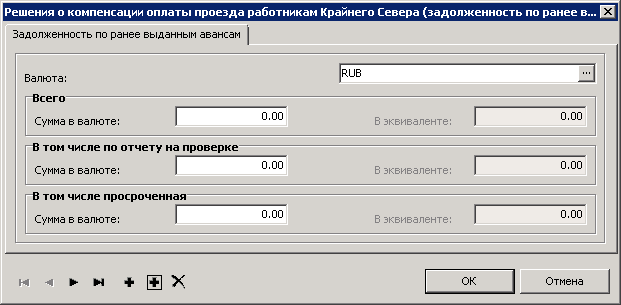 Решения о компенсации оплаты проезда работникам Крайнего Севера (задолженность по ранее в...
Задолженность по ранее выданным авансам
Валюта: RUB ...
Всего
Сумма в валюте: 0.00 В эквиваленте: 0.00
В том числе по отчету на проверке
Сумма в валюте: 0.00 В эквиваленте: 0.00
В том числе просроченная
Сумма в валюте: 0.00 В эквиваленте: 0.00
OK Отмена